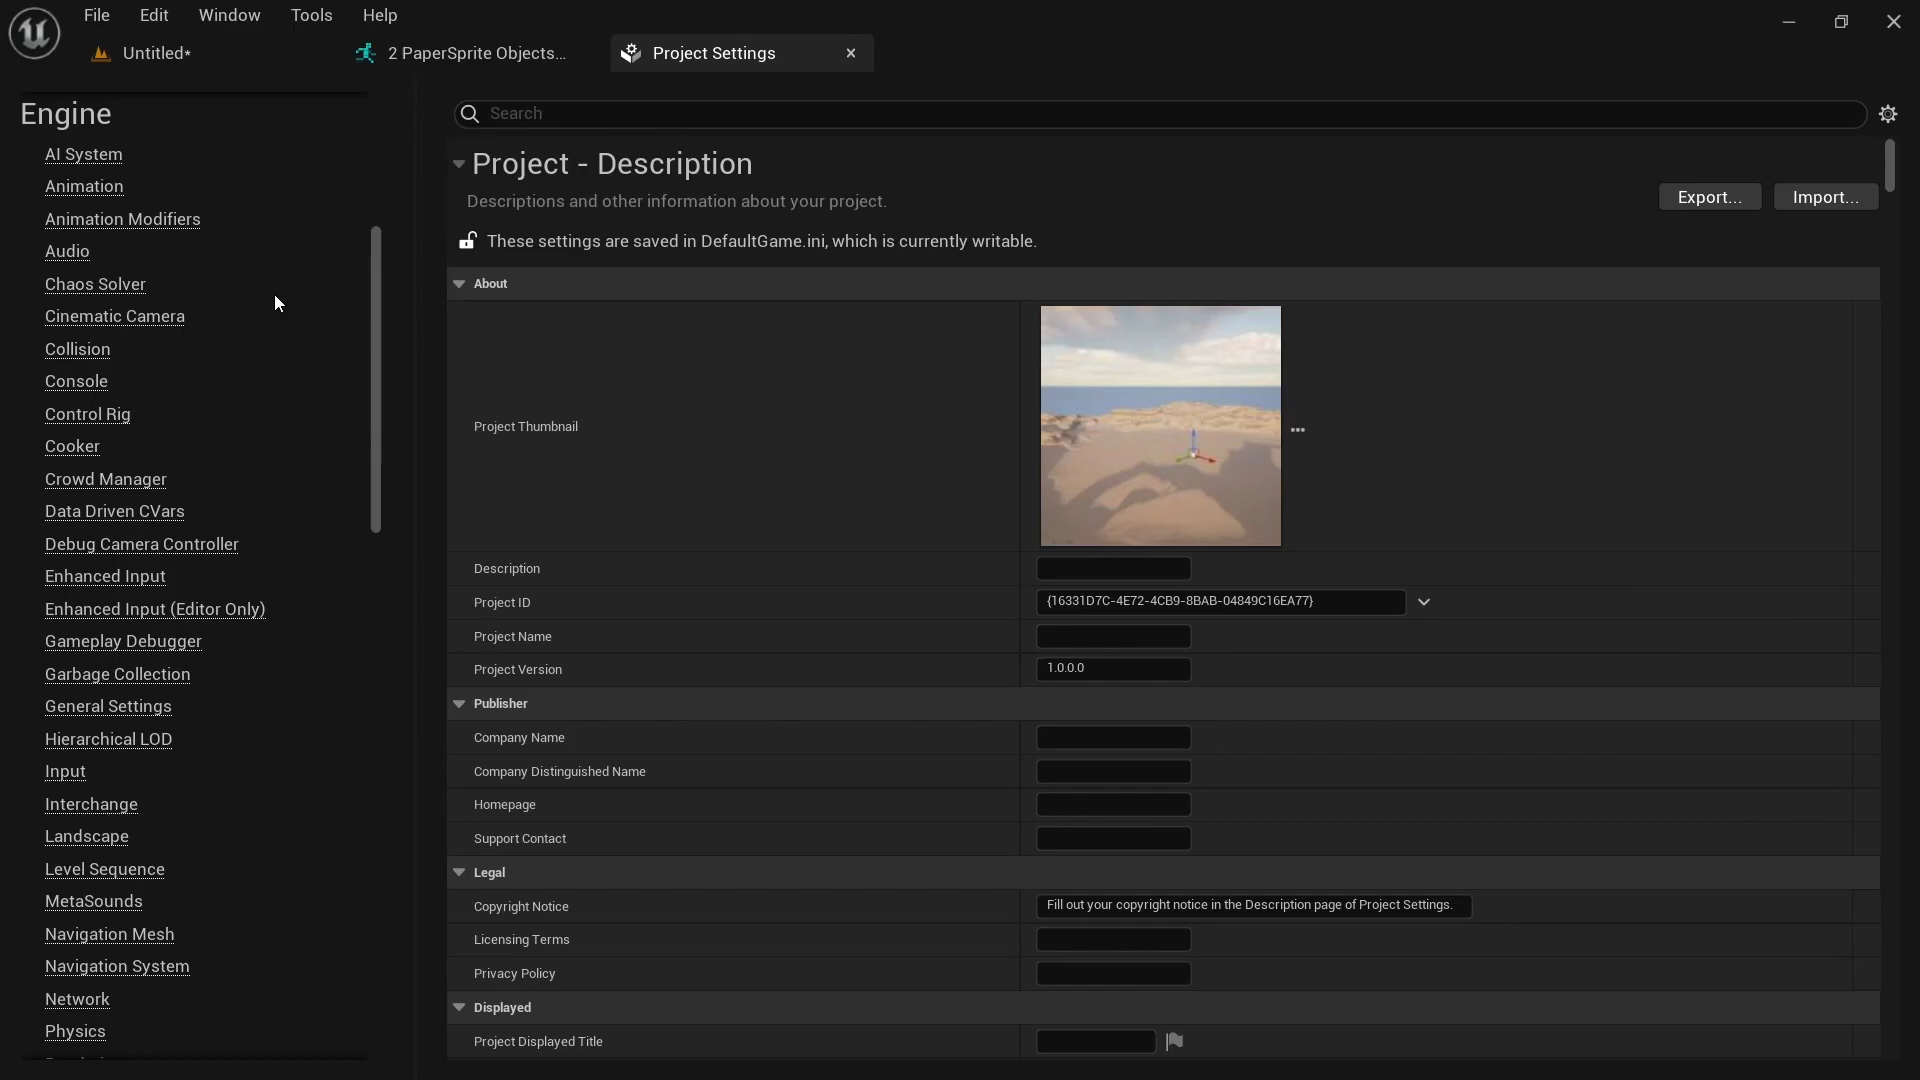 File Edit Window Tools Help
Untitled*
2 PaperSprite Objects...
Project Settings
Engine
AI System
Animation
Animation Modifiers
Audio
Chaos Solver
Cinematic Camera
Collision
Console
Control Rig
Cooker
Crowd Manager
Data Driven CVars
Debug Camera Controller
Enhanced Input
Enhanced Input (Editor Only)
Gameplay Debugger
Garbage Collection
General Settings
Hierarchical LOD
Input
Interchange
Landscape
Level Sequence
MetaSounds
Navigation Mesh
Navigation System
Network
Physics
Search
Project - Description
Descriptions and other information about your project.
Export...
Import...
These settings are saved in DefaultGame.ini, which is currently writable.
About
Project Thumbnail
Description
Project ID
{16331D7C-4E72-4CB9-8BAB-04849C16EA77}
Project Name
Project Version
1.0.0.0
Publisher
Company Name
Company Distinguished Name
Homepage
Support Contact
Legal
Copyright Notice
Fill out your copyright notice in the Description page of Project Settings.
Licensing Terms
Privacy Policy
Displayed
Project Displayed Title